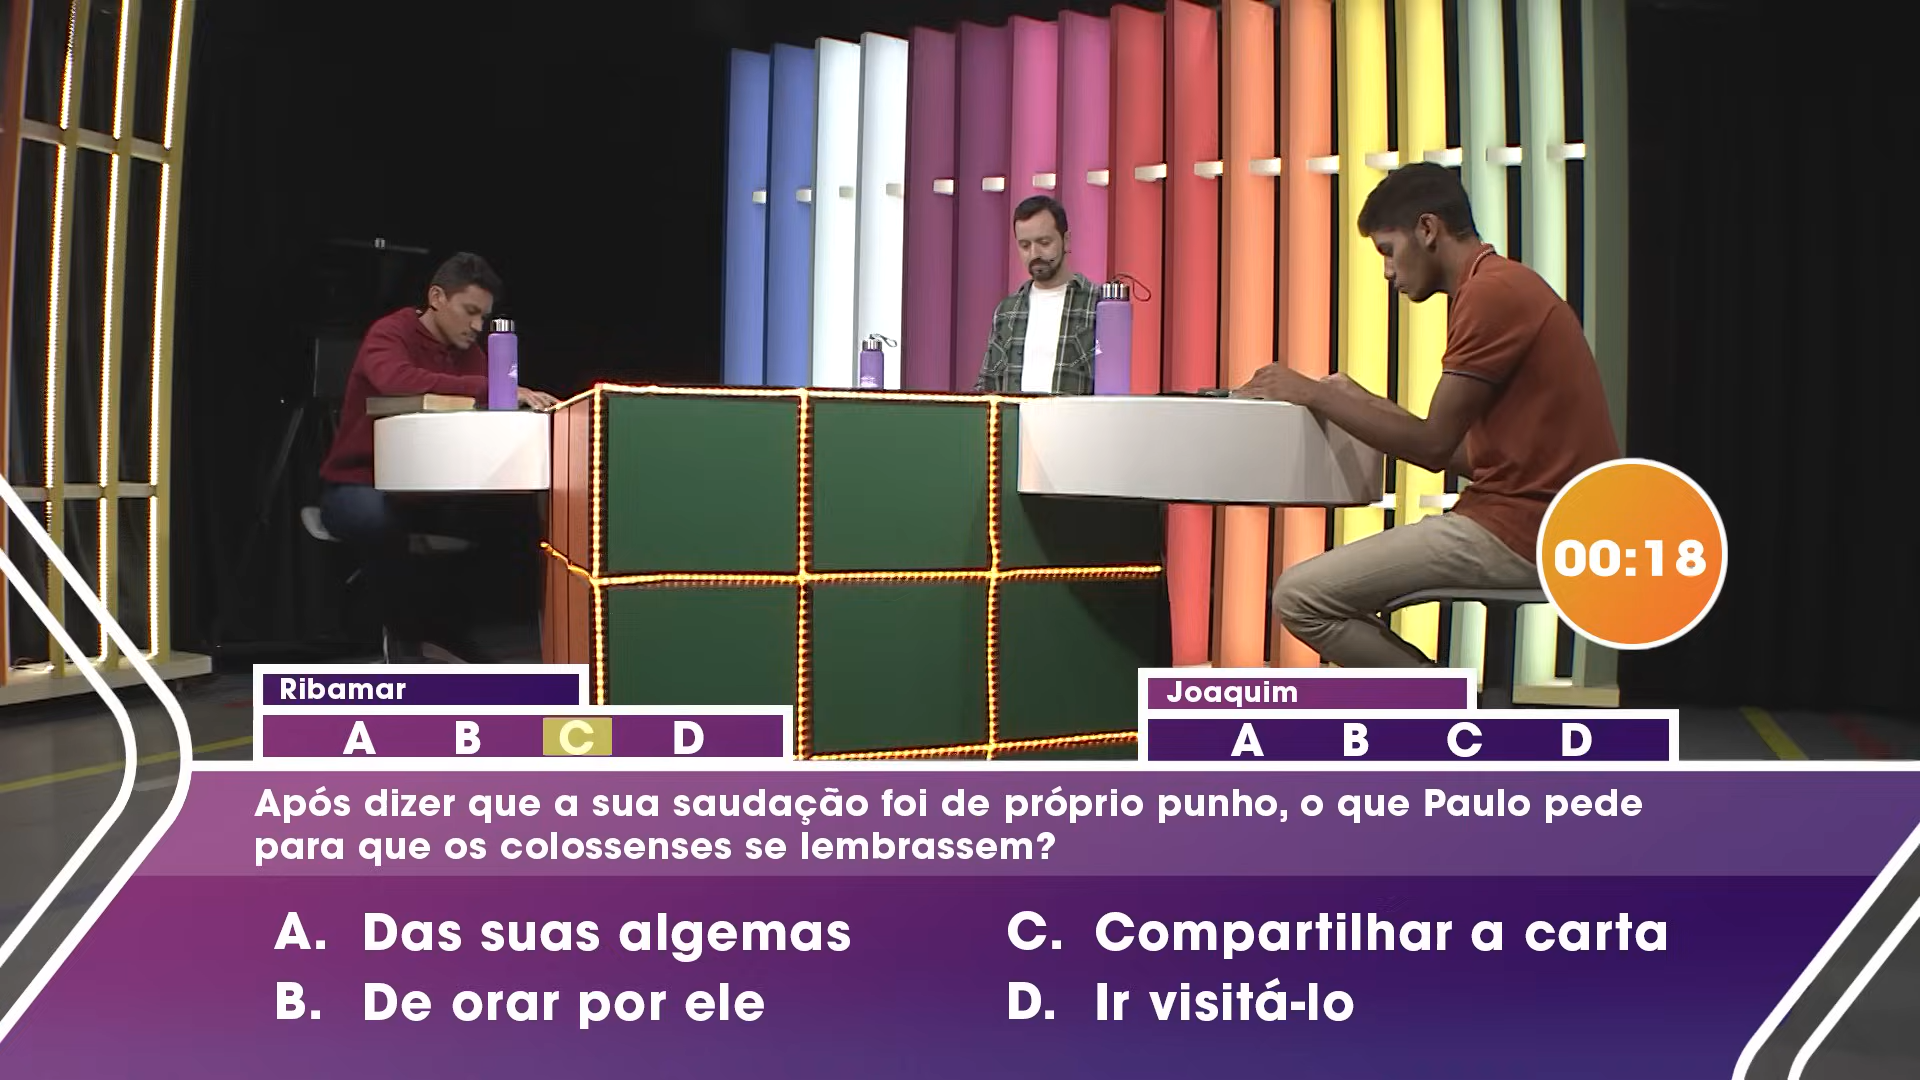 00:18
Ribamar
A B C D
Joaquim
A B C D
Após dizer que a sua saudação foi de próprio punho, o que Paulo pede
para que os colossenses se lembrassem?
A. Das suas algemas
B. De orar por ele
C. Compartilhar a carta
D. Ir visitá-lo